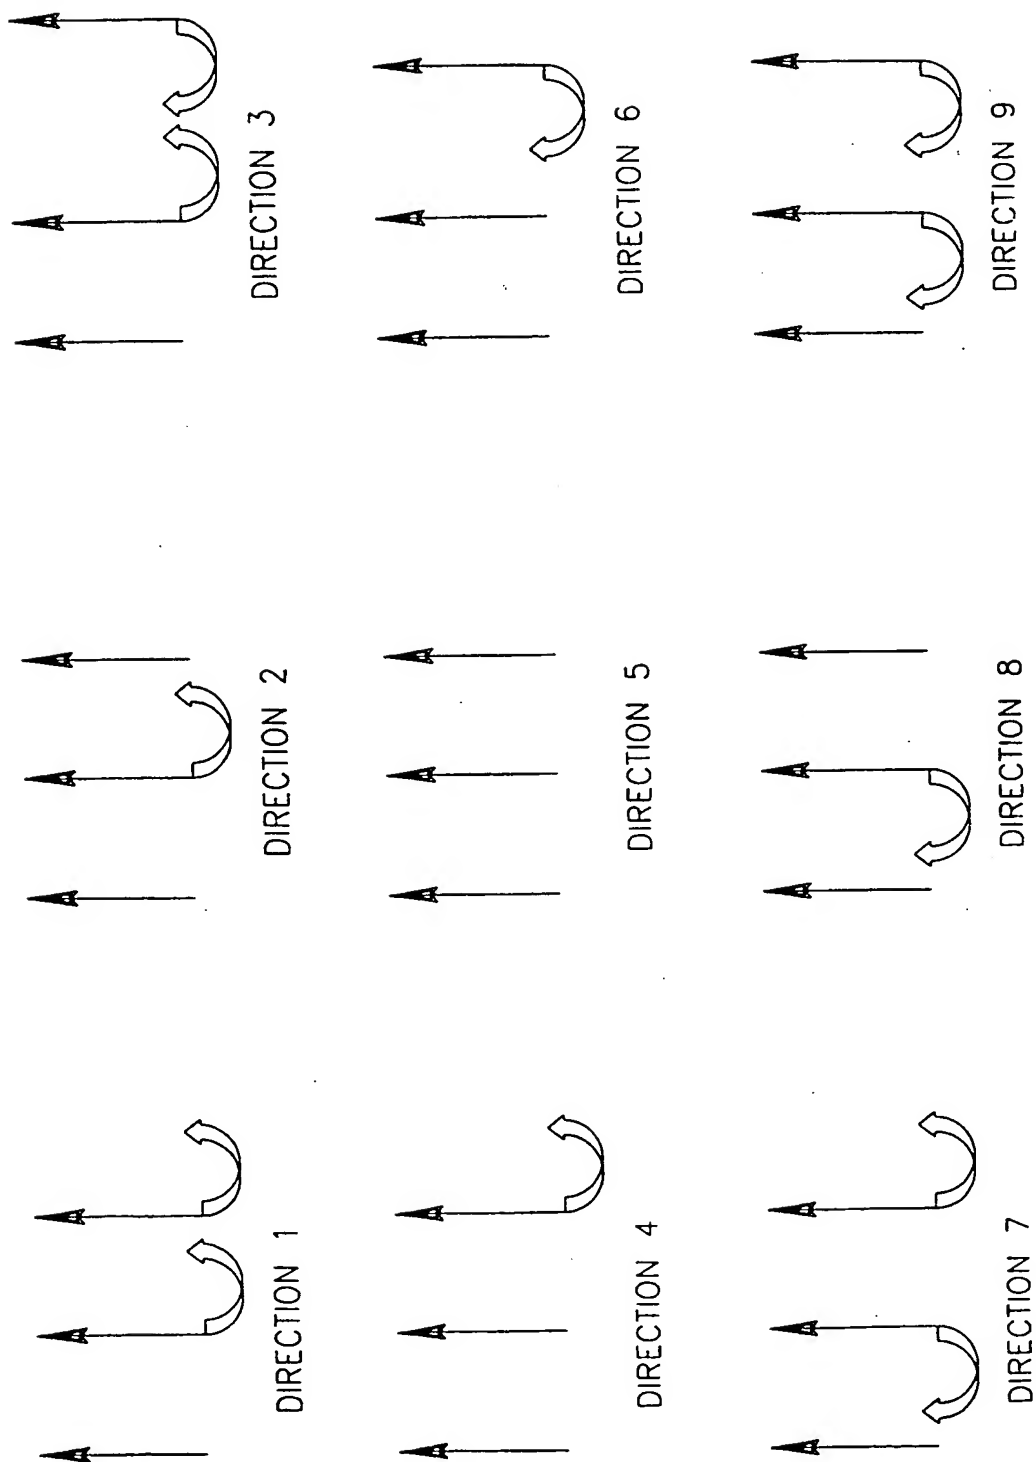 DIRECTION 1
DIRECTION 2
DIRECTION 3
DIRECTION 4
DIRECTION 5
DIRECTION 6
DIRECTION 7
DIRECTION 8
DIRECTION 9